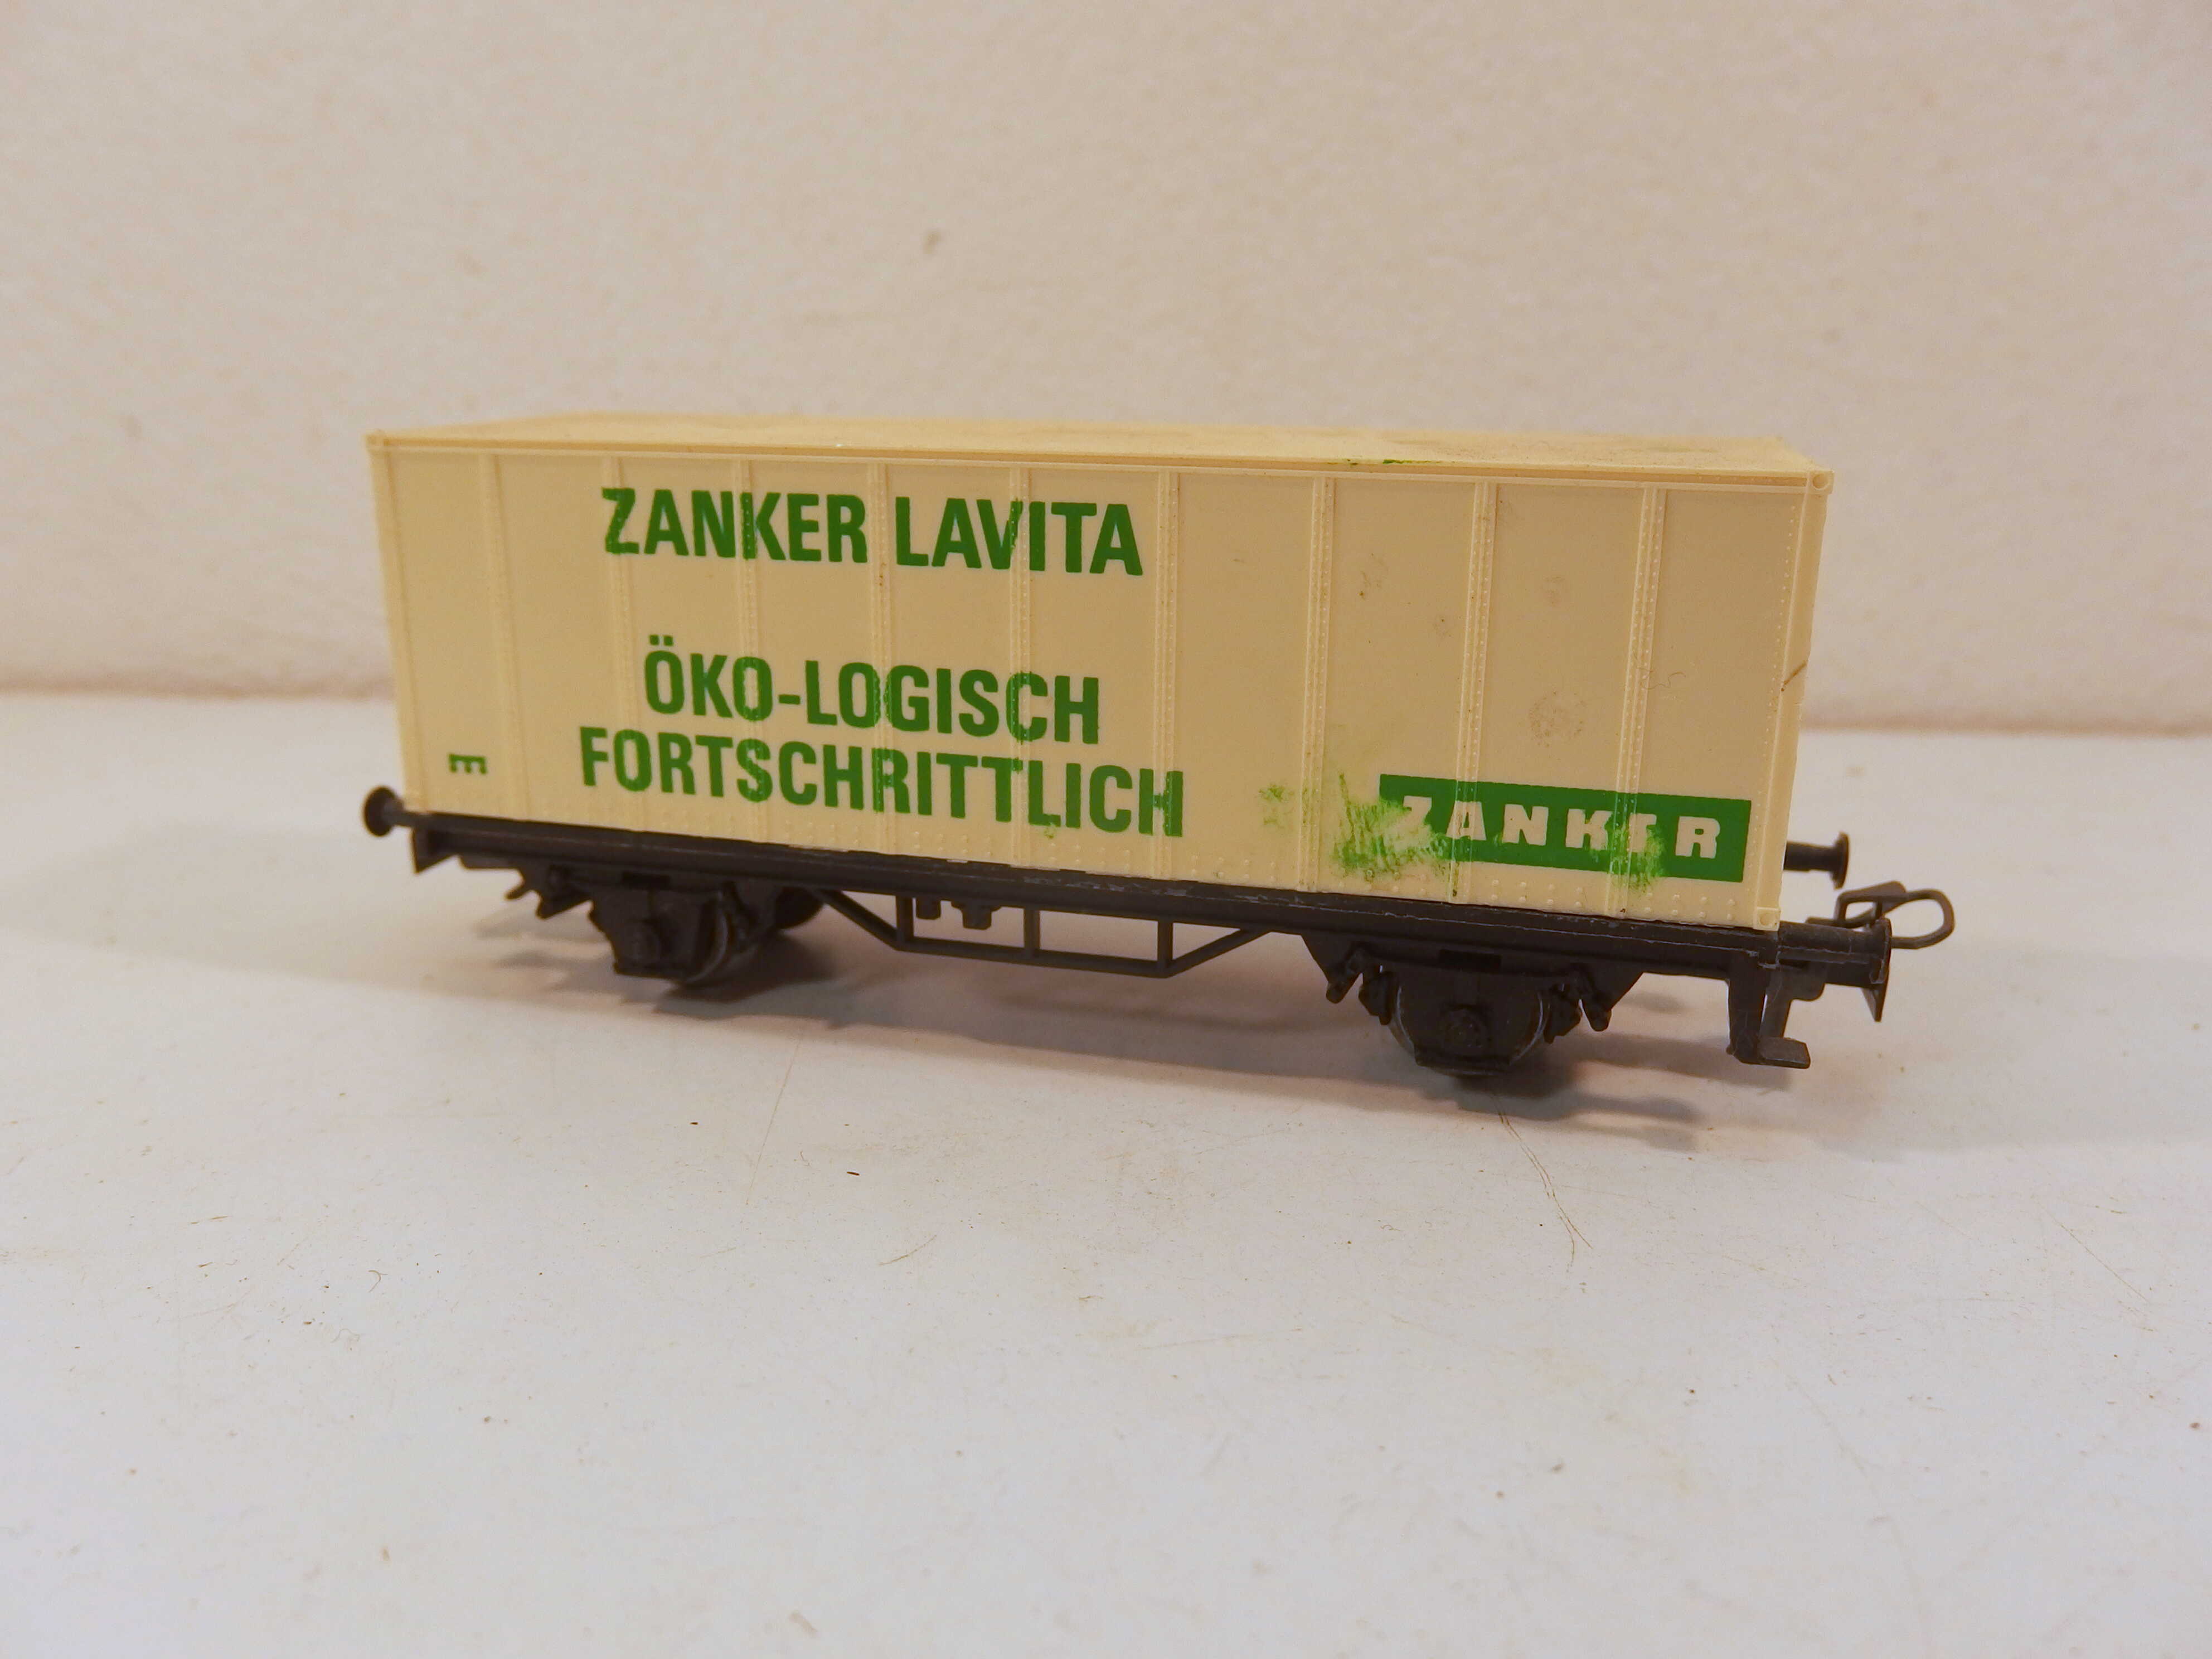 ZANKER LAVITA
ÖKO-LOGISCH
FORTSCHRITTLICH
ZANKER